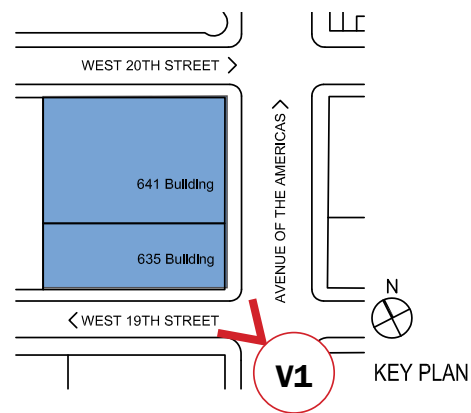 WEST 20TH STREET
AVENUE OF THE AMERICAS
641 Building
635 Building
WEST 19TH STREET
N
V1
KEY PLAN